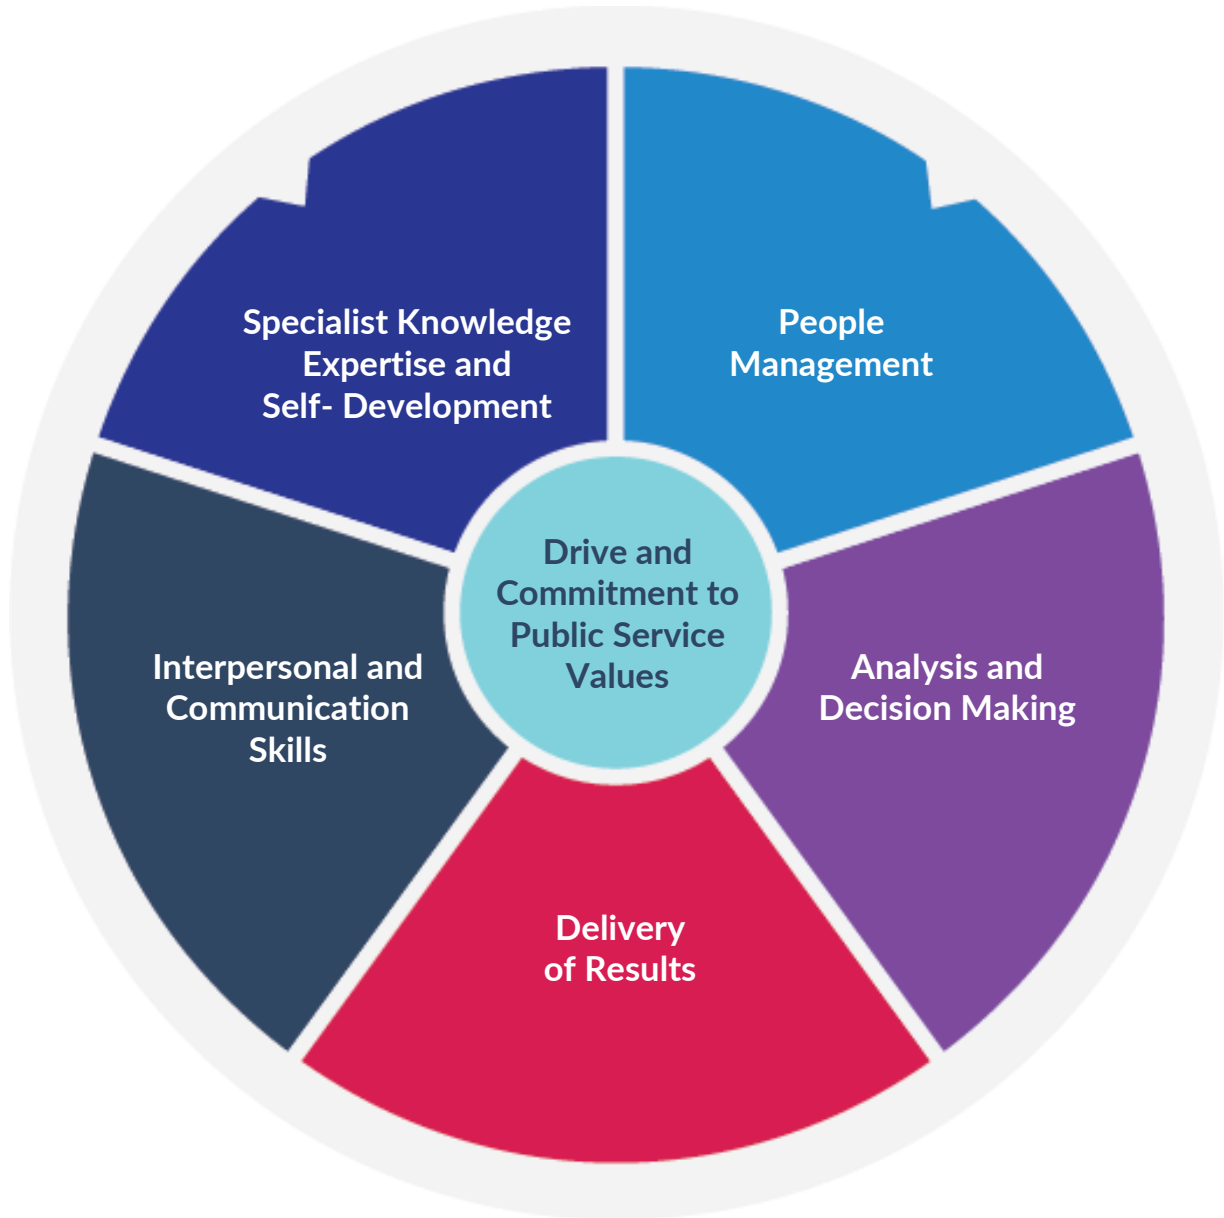 Specialist Knowledge
Expertise and
Self- Development
People
Management
Drive and
Commitment to
Public Service
Values
Interpersonal and
Communication
Skills
Analysis and
Decision Making
Delivery
of Results